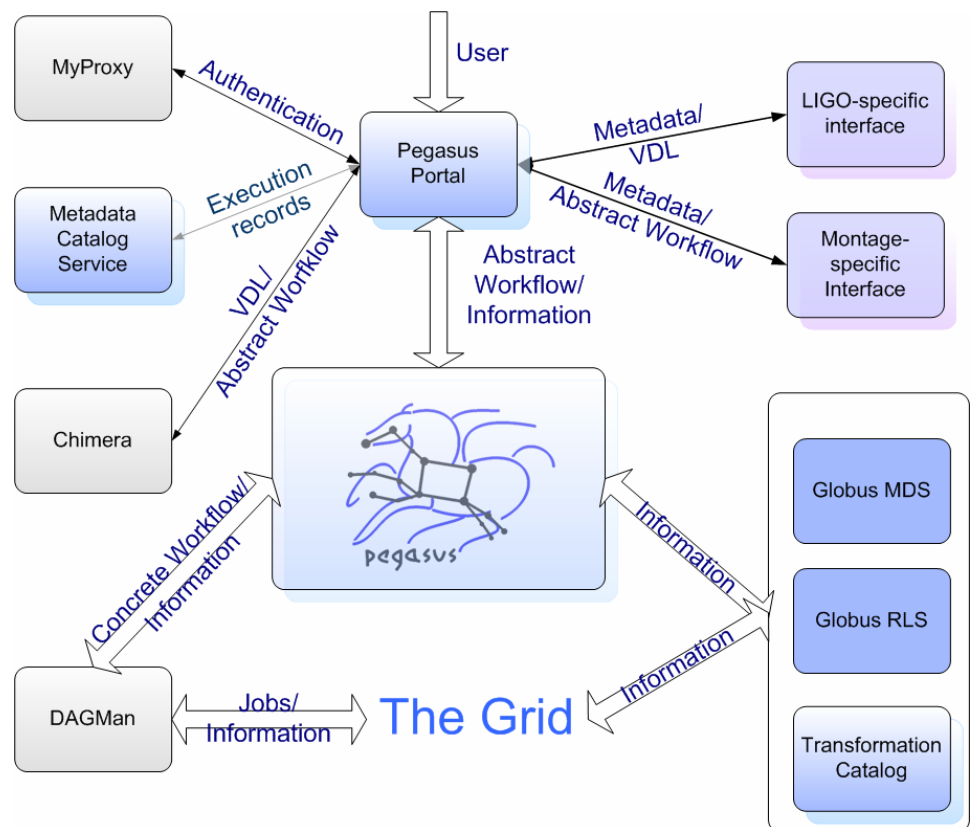 User
MyProxy
Authentication
Pegasus
Portal
Metadata/
VDL
LIGO-specific
interface
Execution
records
Metadata
Catalog
Service
Metadata/
Abstract Workflow
Montage-
specific
Interface
VDL/
Abstract Worfklow
Abstract
Workflow/
Information
Chimera
pegasus
Globus MDS
Concrete Workflow/
Information
Information
Globus RLS
Information
DAGMan
Jobs/
Information
The Grid
Transformation
Catalog